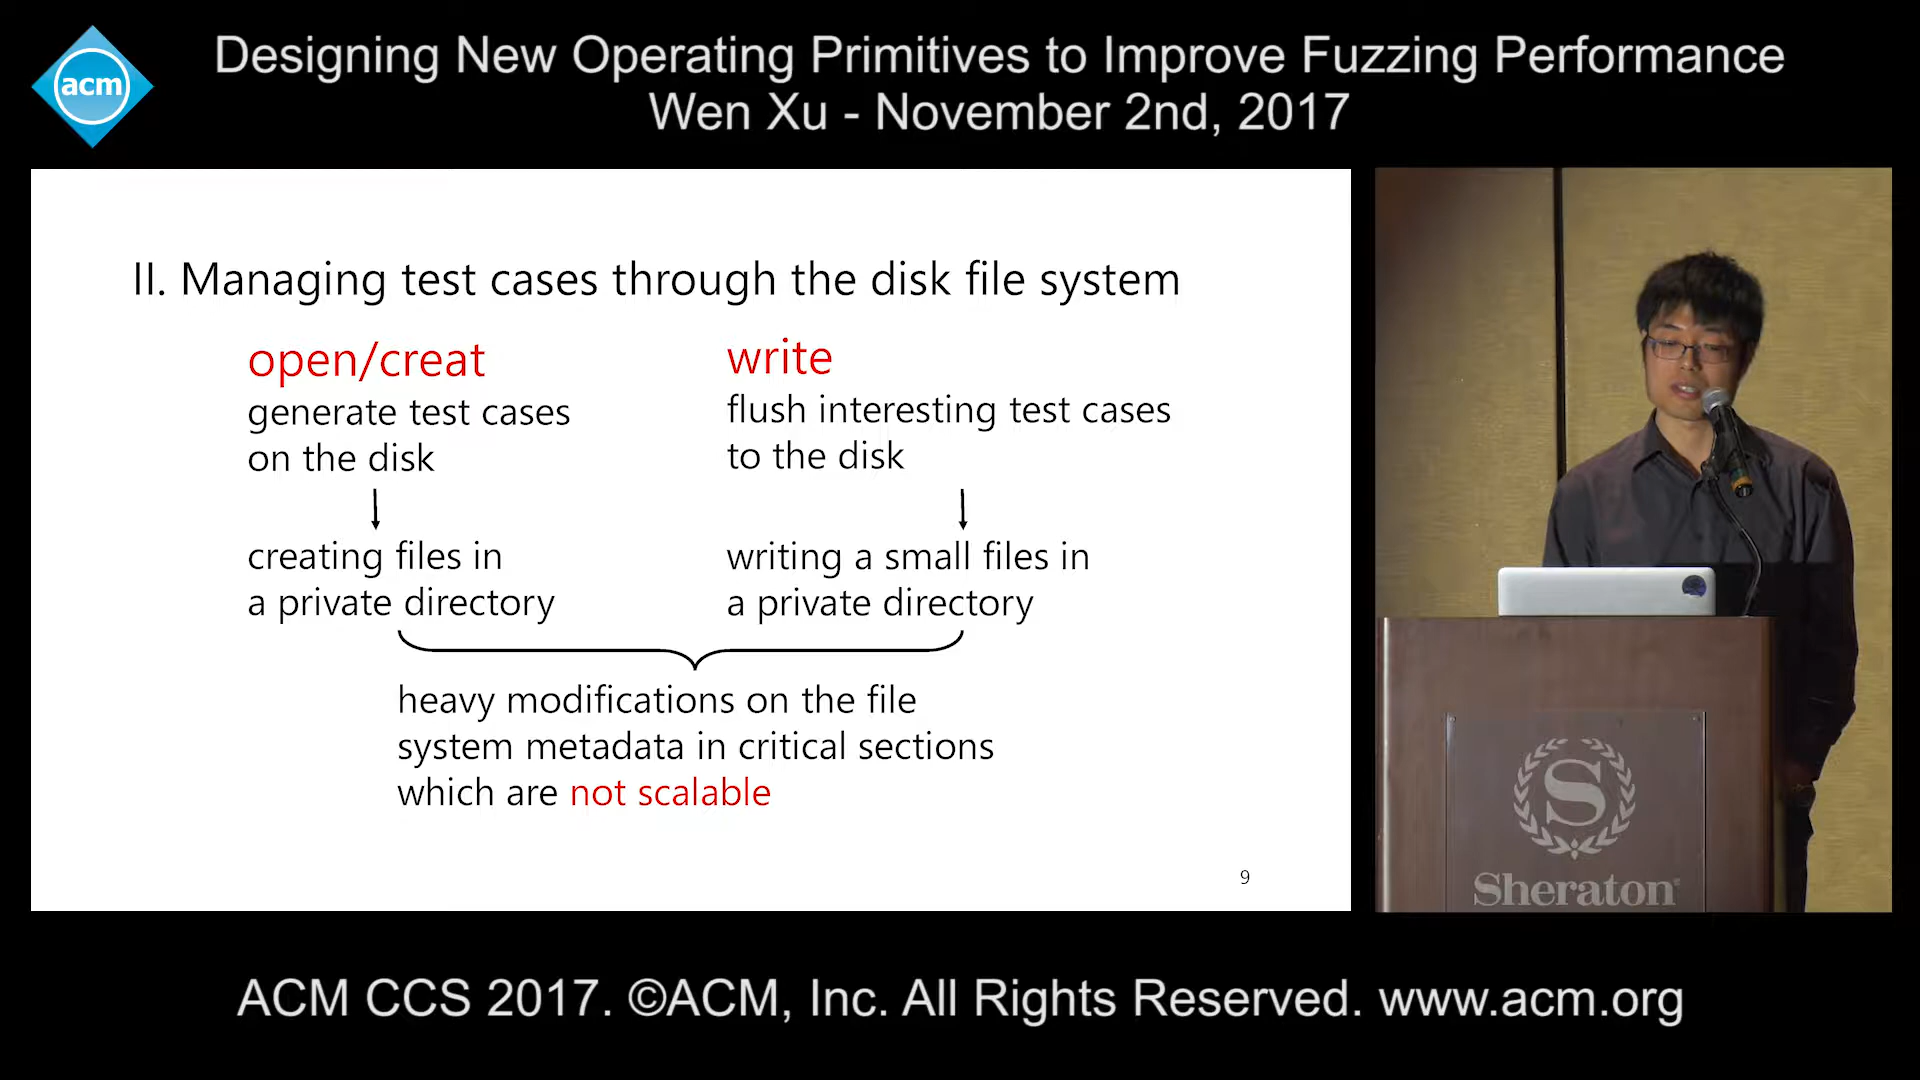 acm
Designing New Operating Primitives to Improve Fuzzing Performance
Wen Xu - November 2nd, 2017
II. Managing test cases through the disk file system
open/creat
generate test cases
on the disk
creating files in
a private directory
write
flush interesting test cases
to the disk
writing a small files in
a private directory
heavy modifications on the file
system metadata in critical sections
which are not scalable
9
S
Sheraton
ACM CCS 2017. ©ACM, Inc. All Rights Reserved. www.acm.org